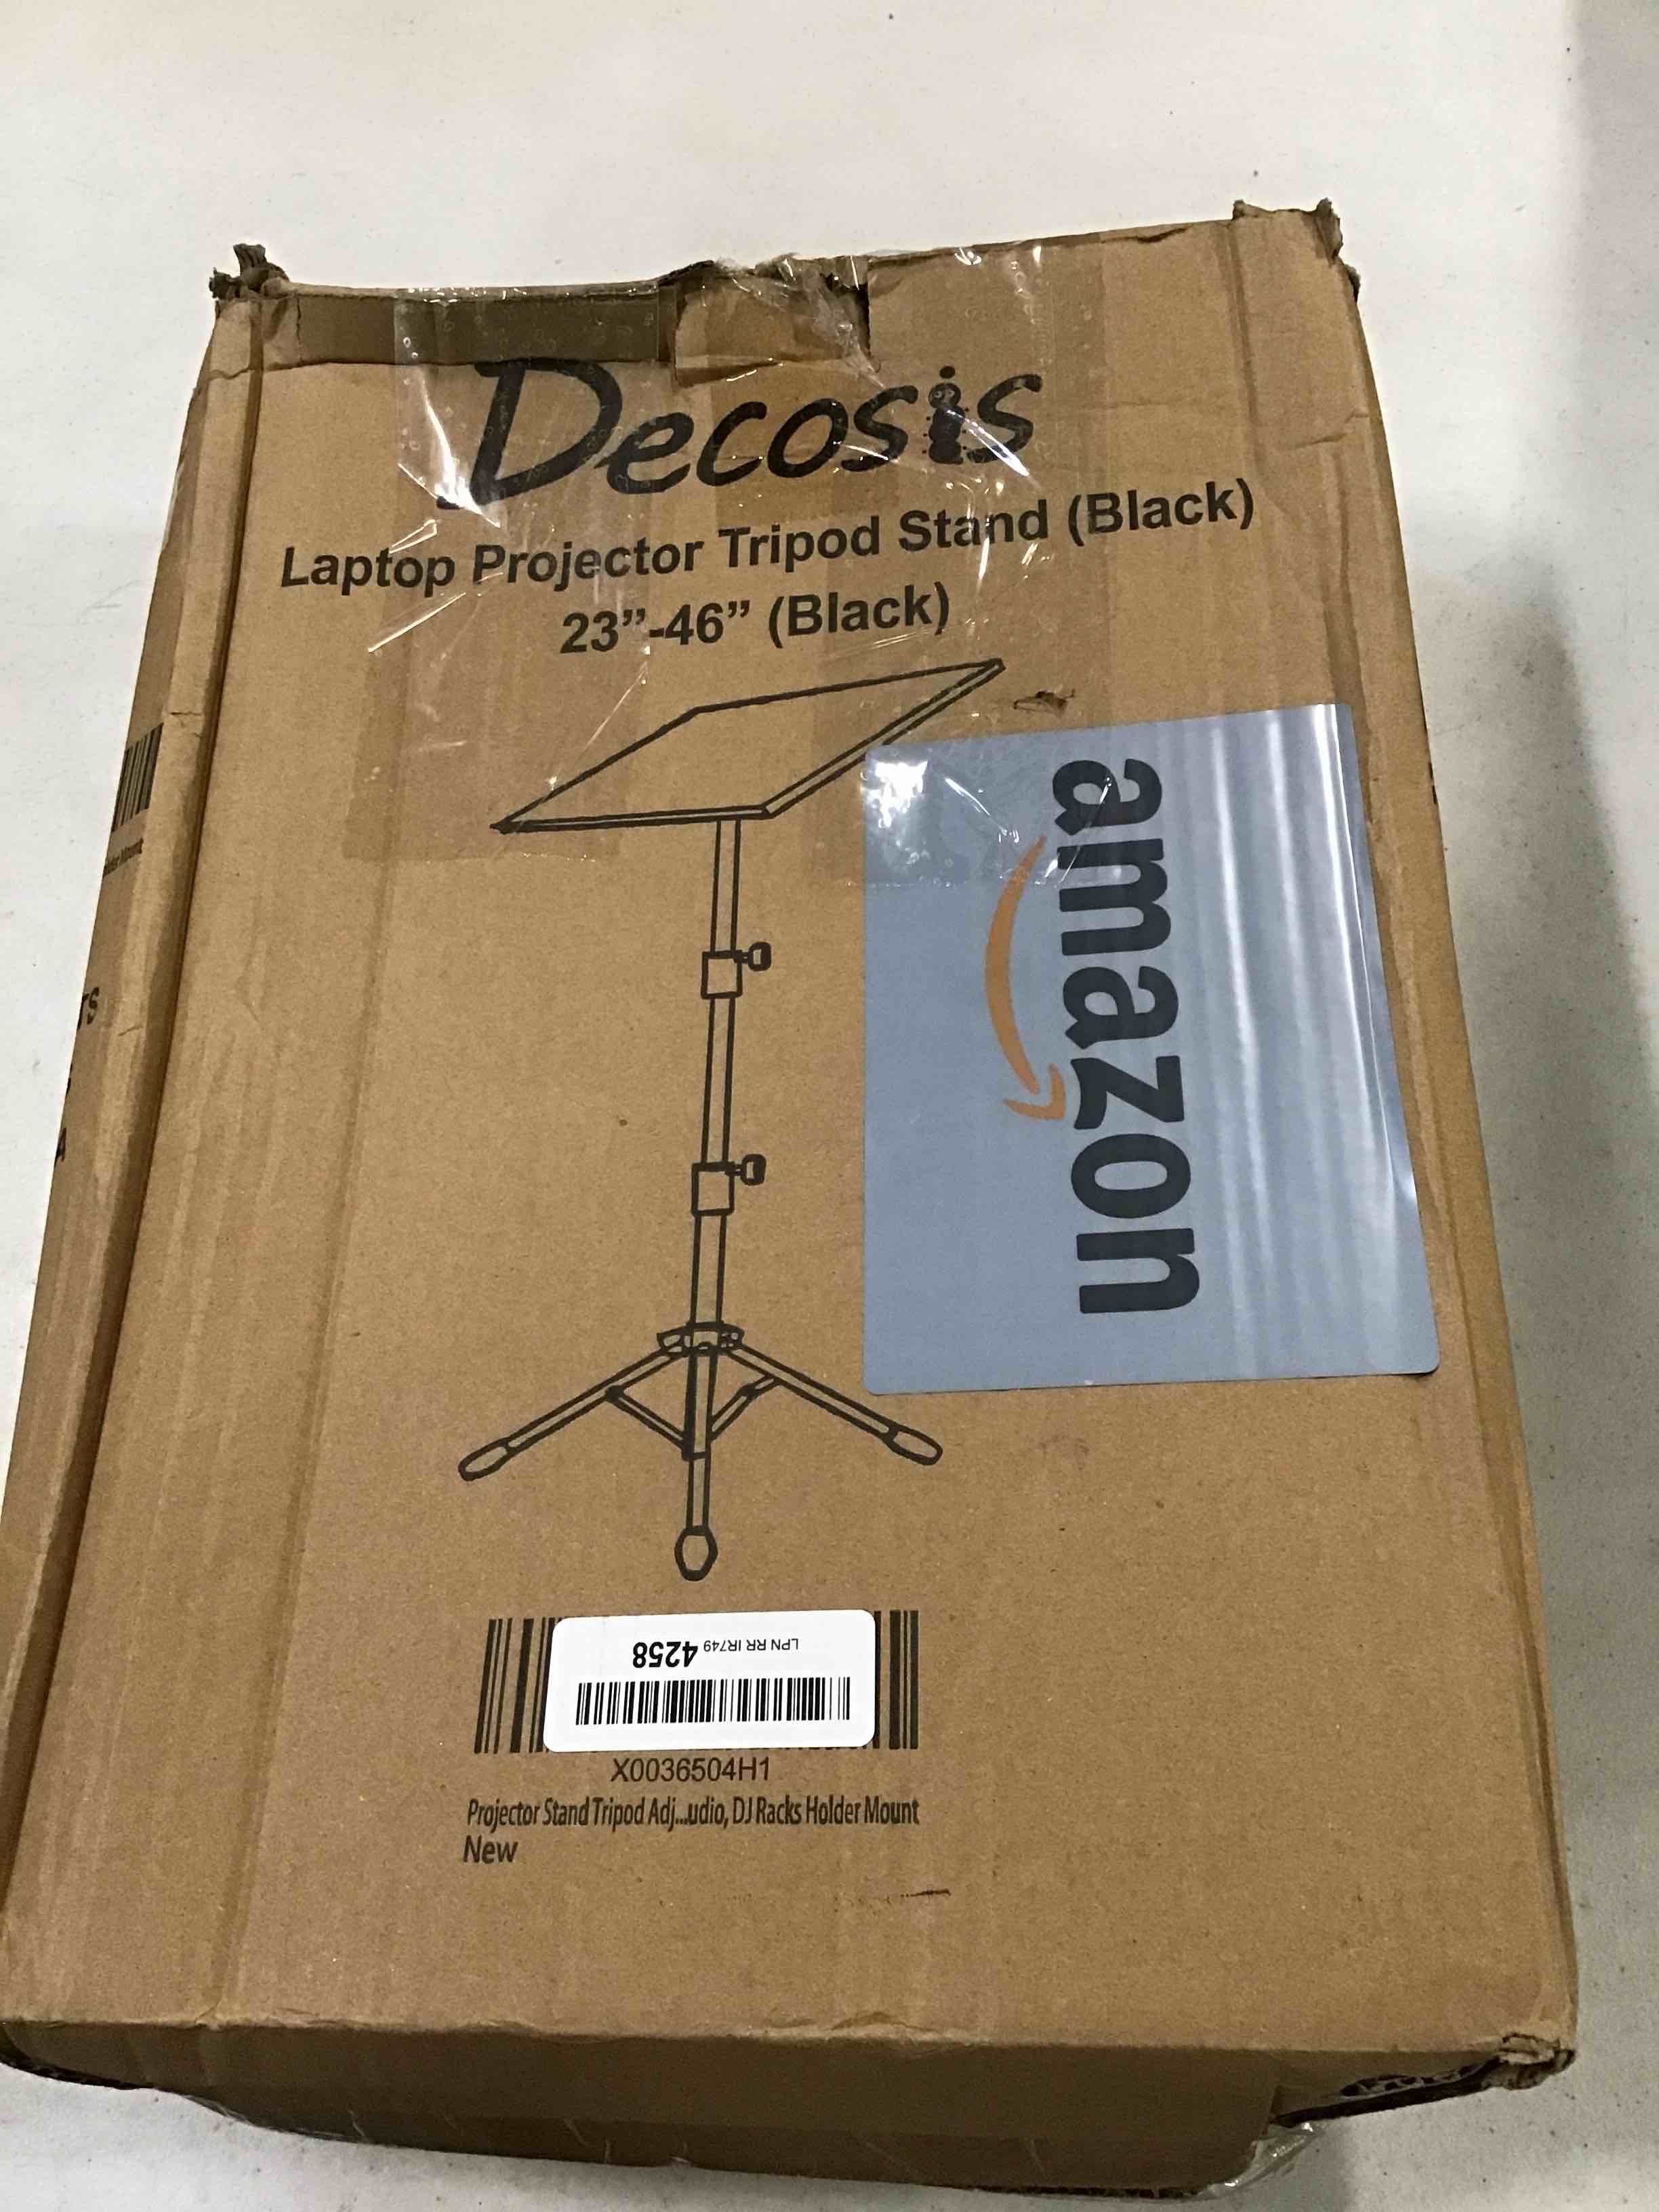 Decosis
Laptop Projector Tripod Stand (Black)
23”-46” (Black)
amazon
LPN RR IR749 4258
X0036504H1
Projector Stand Tripod Adj...udio, DJ Racks Holder Mount
New